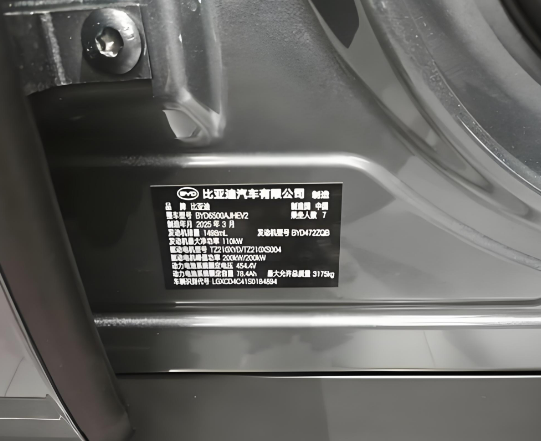 BYD 比亚迪汽车有限公司 制造
品 牌 比亚迪 制造国 中国
整车型号 BYD6500AJHEV2 乘坐人数 7
制造年月 2025 年 3 月
发动机排量 1498mL 发动机型号 BYD472ZQB
发动机最大净功率 110kW
驱动电机型号 TZ210XYD/TZ210XS004
驱动电机峰值功率 200kW/200kW
动力电池系统额定电压 454.4V
动力电池系统额定容量 78.4Ah 最大允许总质量 3175kg
车辆识别代号 LGXCD4C41S0184594